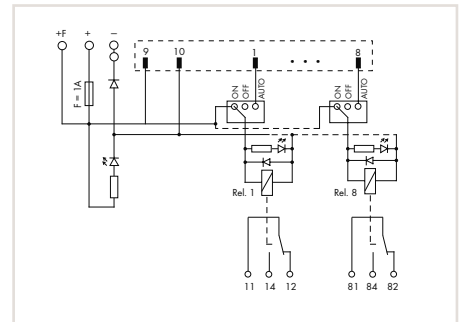 +F + −
9 10 1 8
F = 1A
ON OFF AUTO ON OFF AUTO
Rel. 1 Rel. 8
11 14 12 81 84 82